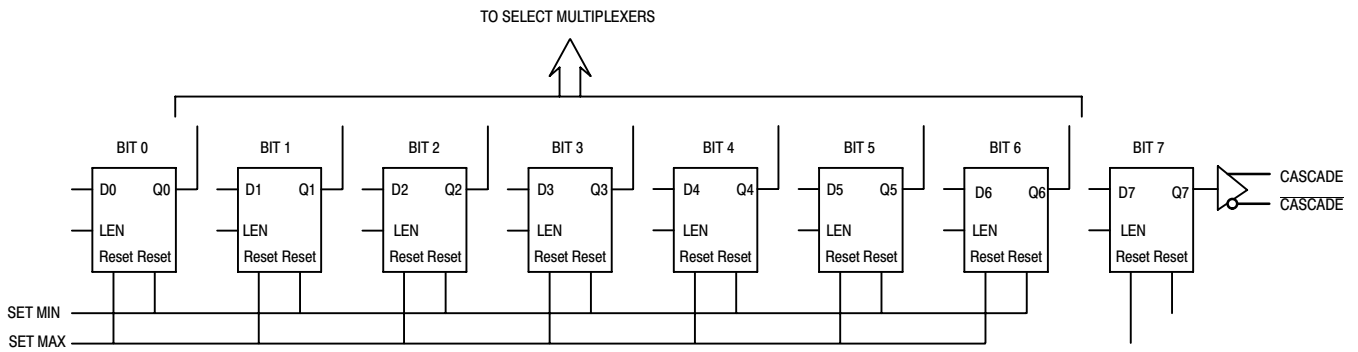 TO SELECT MULTIPLEXERS
BIT 0 BIT 1 BIT 2 BIT 3 BIT 4 BIT 5 BIT 6 BIT 7
D0 Q0 D1 Q1 D2 Q2 D3 Q3 D4 Q4 D5 Q5 D6 Q6 D7 Q7 CASCADE
CASCADE
LEN LEN LEN LEN LEN LEN LEN LEN
Reset Reset Reset Reset Reset Reset Reset Reset Reset Reset Reset Reset Reset Reset Reset Reset
SET MIN
SET MAX